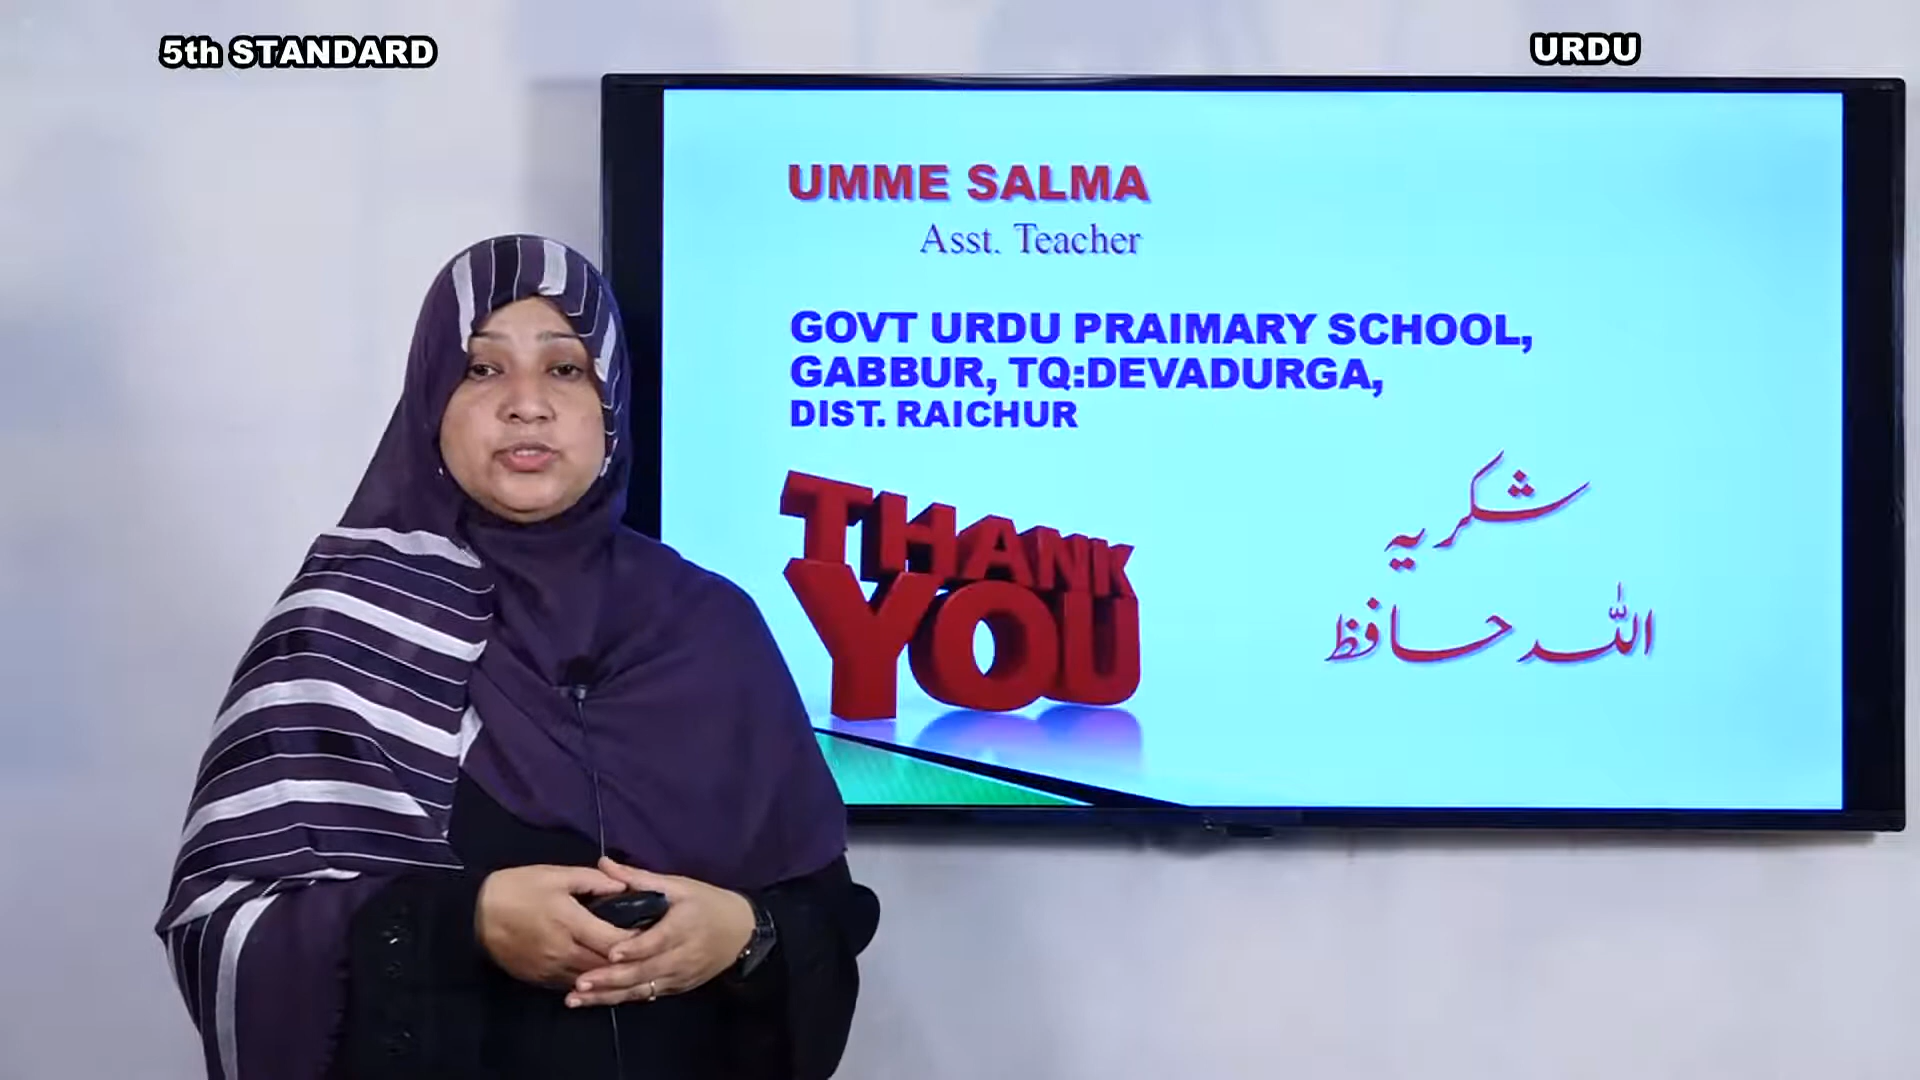 5th STANDARD
URDU
UMME SALMA
Asst. Teacher
GOVT URDU PRAIMARY SCHOOL,
GABBUR, TQ:DEVADURGA,
DIST. RAICHUR
THANK
YOU
شکریہ
اللہ حافظ